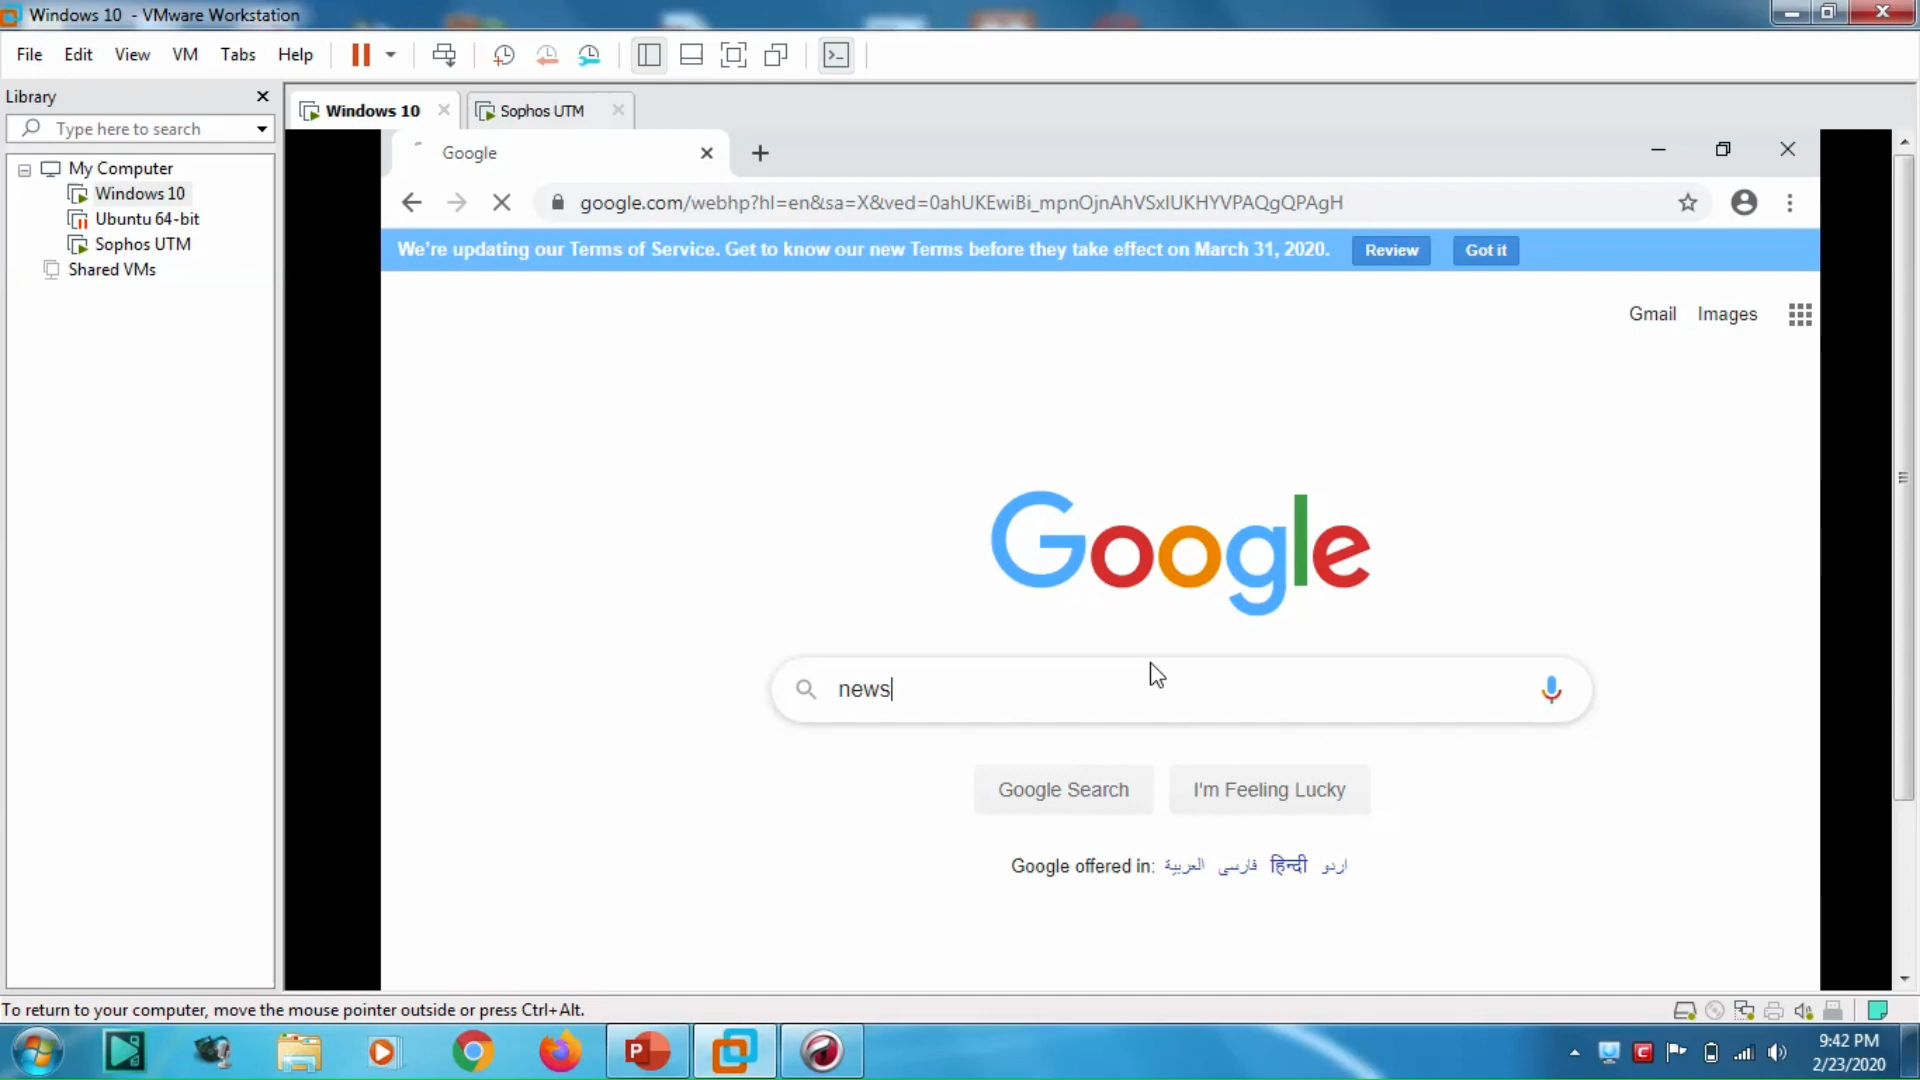 Windows 10 - VMware Workstation
File Edit View VM Tabs Help
Library
Windows 10
Sophos UTM
Type here to search
My Computer
Windows 10
Ubuntu 64-bit
Sophos UTM
Shared VMs
Google
google.com/webhp?hl=en&sa=X&ved=0ahUKEwiBi_mpnOjnAhVSxIUKHYVPAQgQPAgH
We're updating our Terms of Service. Get to know our new Terms before they take effect on March 31, 2020. Review Got it
Gmail Images
Google
news
Google Search I'm Feeling Lucky
Google offered in: العربية فارسی हिन्दी اردو
To return to your computer, move the mouse pointer outside or press Ctrl+Alt.
9:42 PM
2/23/2020